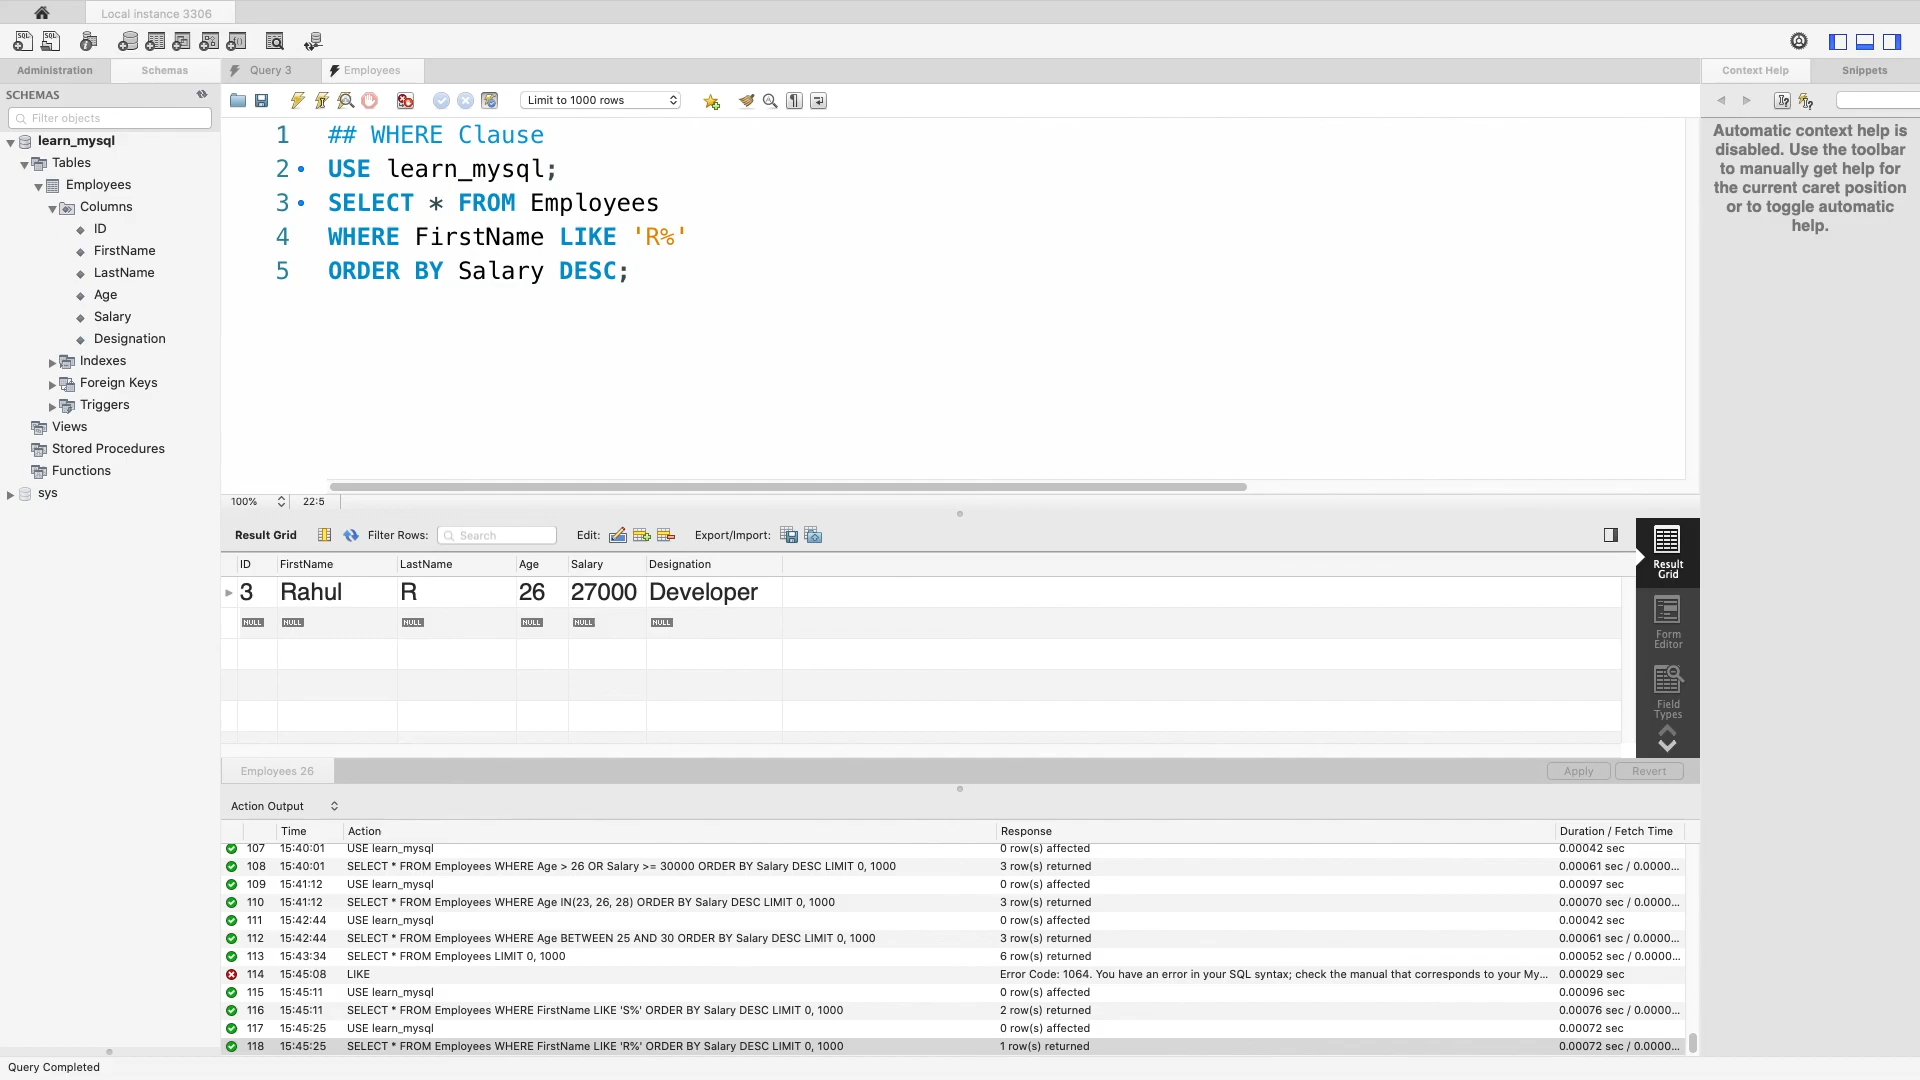 Local instance 3306
Administration
Schemas
Query 3
Employees
Context Help
Snippets
SCHEMAS
Filter objects
learn_mysql
Tables
Employees
Columns
ID
FirstName
LastName
Age
Salary
Designation
Indexes
Foreign Keys
Triggers
Views
Stored Procedures
Functions
sys
Limit to 1000 rows
1 ## WHERE Clause
2 USE learn_mysql;
3 SELECT * FROM Employees
4 WHERE FirstName LIKE 'R%'
5 ORDER BY Salary DESC;
Automatic context help is
disabled. Use the toolbar
to manually get help for
the current caret position
or to toggle automatic
help.
100% 22:5
Result Grid Filter Rows: Search Edit: Export/Import:
ID FirstName LastName Age Salary Designation
3 Rahul R 26 27000 Developer
NULL NULL NULL NULL NULL NULL
Result
Grid
Form
Editor
Field
Types
Employees 26
Apply
Revert
Action Output
Time Action Response Duration / Fetch Time
107 15:40:01 USE learn_mysql 0 row(s) affected 0.00042 sec
108 15:40:01 SELECT * FROM Employees WHERE Age > 26 OR Salary >= 30000 ORDER BY Salary DESC LIMIT 0, 1000 3 row(s) returned 0.00061 sec / 0.0000...
109 15:41:12 USE learn_mysql 0 row(s) affected 0.00097 sec
110 15:41:12 SELECT * FROM Employees WHERE Age IN(23, 26, 28) ORDER BY Salary DESC LIMIT 0, 1000 3 row(s) returned 0.00070 sec / 0.0000...
111 15:42:44 USE learn_mysql 0 row(s) affected 0.00042 sec
112 15:42:44 SELECT * FROM Employees WHERE Age BETWEEN 25 AND 30 ORDER BY Salary DESC LIMIT 0, 1000 3 row(s) returned 0.00061 sec / 0.0000...
113 15:43:34 SELECT * FROM Employees LIMIT 0, 1000 6 row(s) returned 0.00052 sec / 0.0000...
114 15:45:08 LIKE Error Code: 1064. You have an error in your SQL syntax; check the manual that corresponds to your My... 0.00029 sec
115 15:45:11 USE learn_mysql 0 row(s) affected 0.00096 sec
116 15:45:11 SELECT * FROM Employees WHERE FirstName LIKE 'S%' ORDER BY Salary DESC LIMIT 0, 1000 2 row(s) returned 0.00076 sec / 0.0000...
117 15:45:25 USE learn_mysql 0 row(s) affected 0.00072 sec
118 15:45:25 SELECT * FROM Employees WHERE FirstName LIKE 'R%' ORDER BY Salary DESC LIMIT 0, 1000 1 row(s) returned 0.00072 sec / 0.0000...
Query Completed